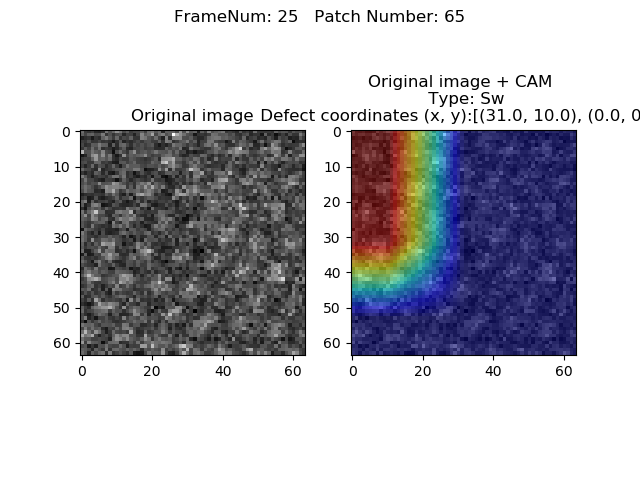 FrameNum: 25   Patch Number: 65
Original image + CAM
Type: Sw
Original image
Defect coordinates (x, y):[(31.0, 10.0), (0.0, 0
0
10
20
30
40
50
60
0 20 40 60
0
10
20
30
40
50
60
0 20 40 60